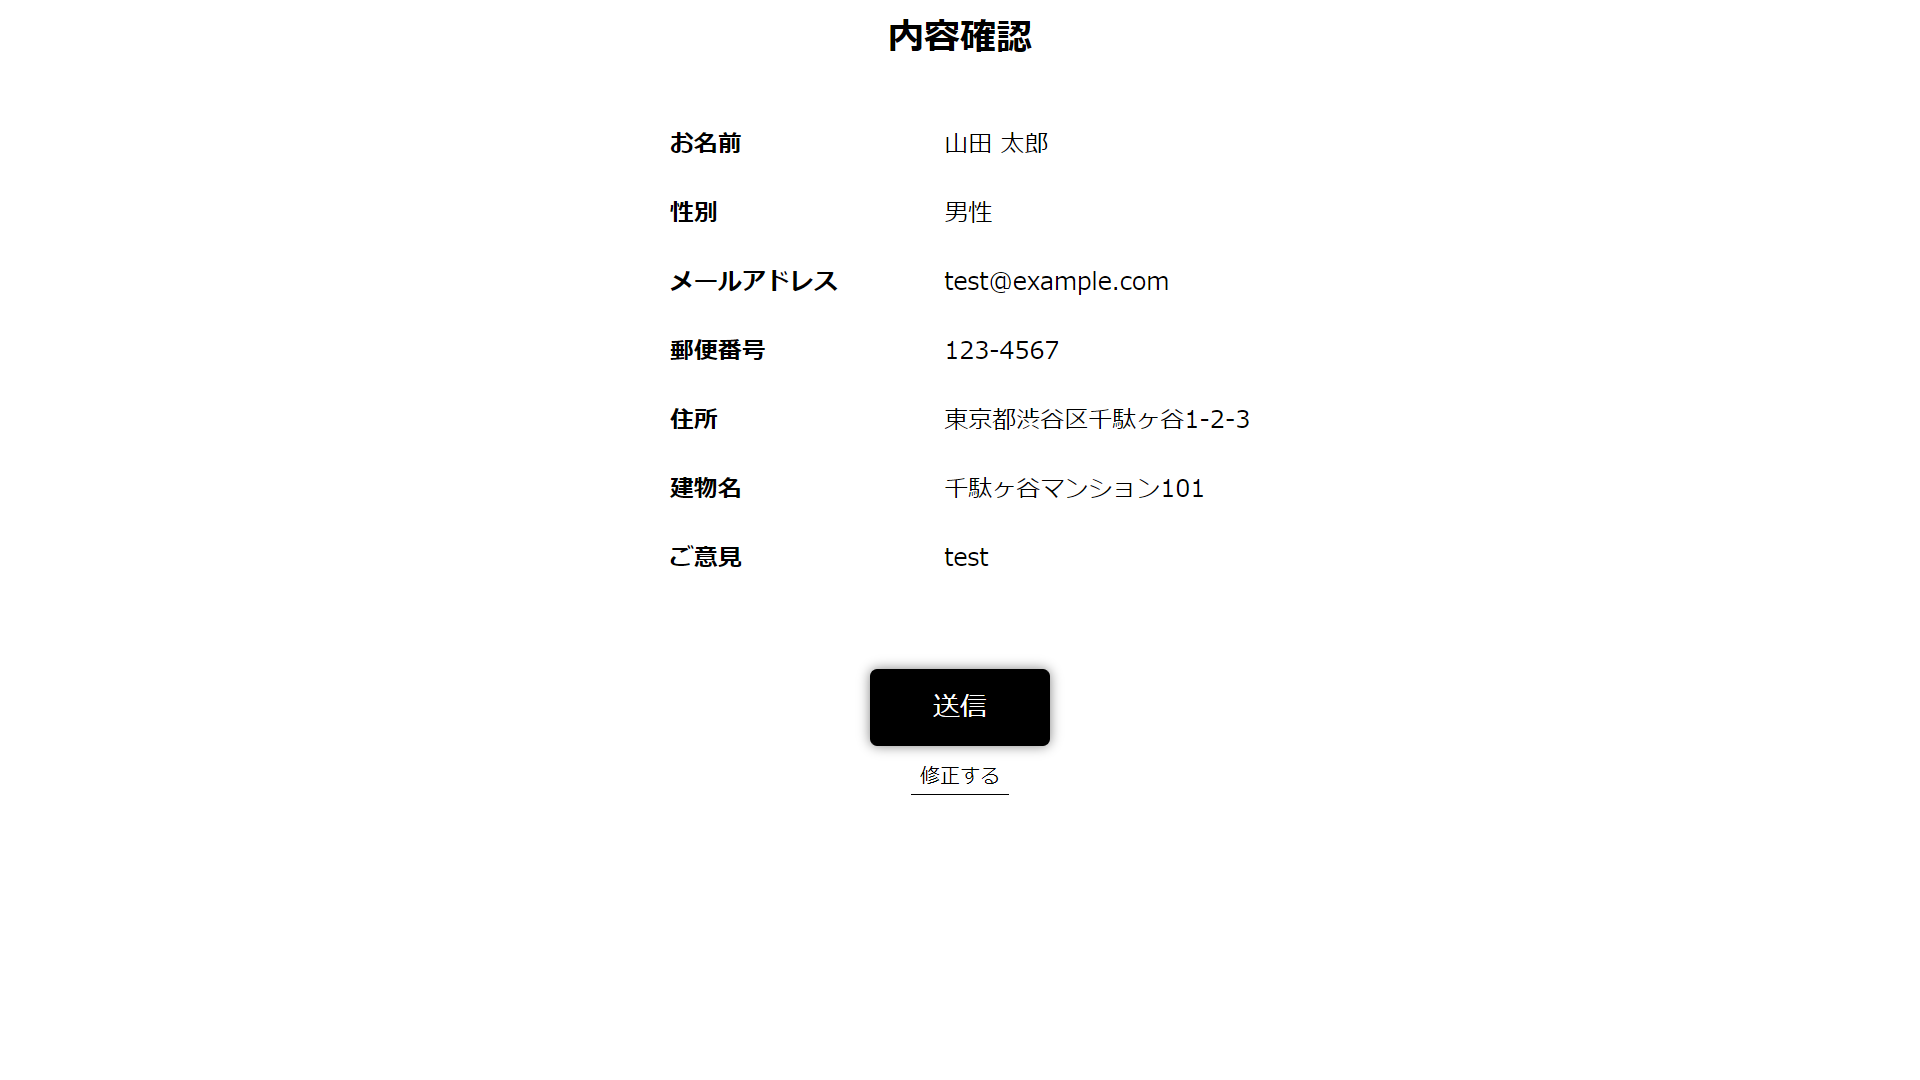 内容確認
お名前 山田 太郎
性別 男性
メールアドレス test@example.com
郵便番号 123-4567
住所 東京都渋谷区千駄ヶ谷1-2-3
建物名 千駄ヶ谷マンション101
ご意見 test
送信
修正する